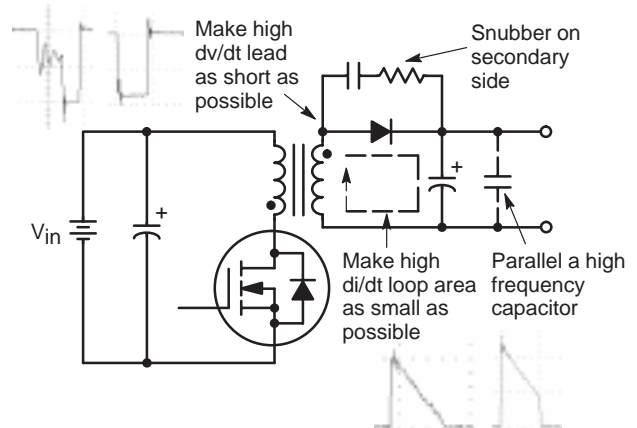 Make high
dv/dt lead
as short as
possible
Snubber on
secondary
side
+
+
Vin
Make high
di/dt loop area
as small as
possible
Parallel a high
frequency
capacitor